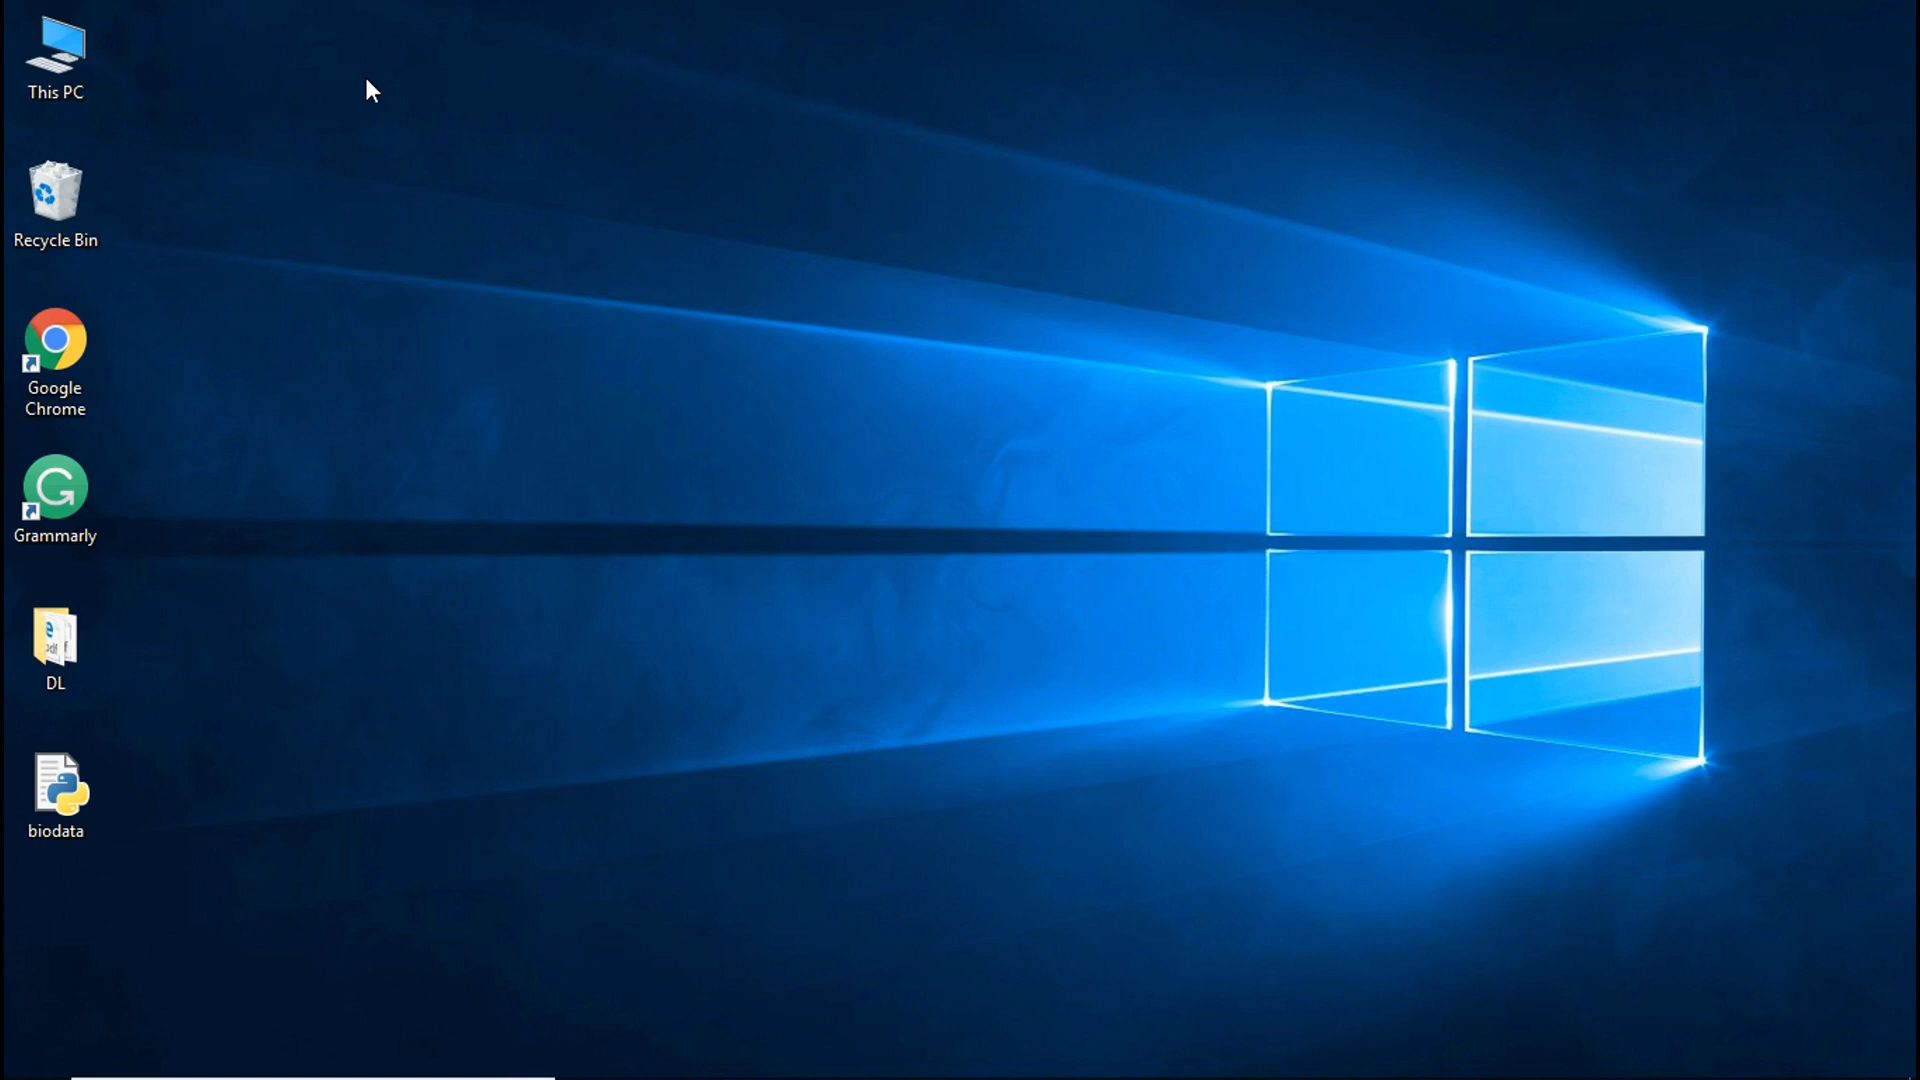 This PC
Recycle Bin
Google
Chrome
Grammarly
DL
biodata